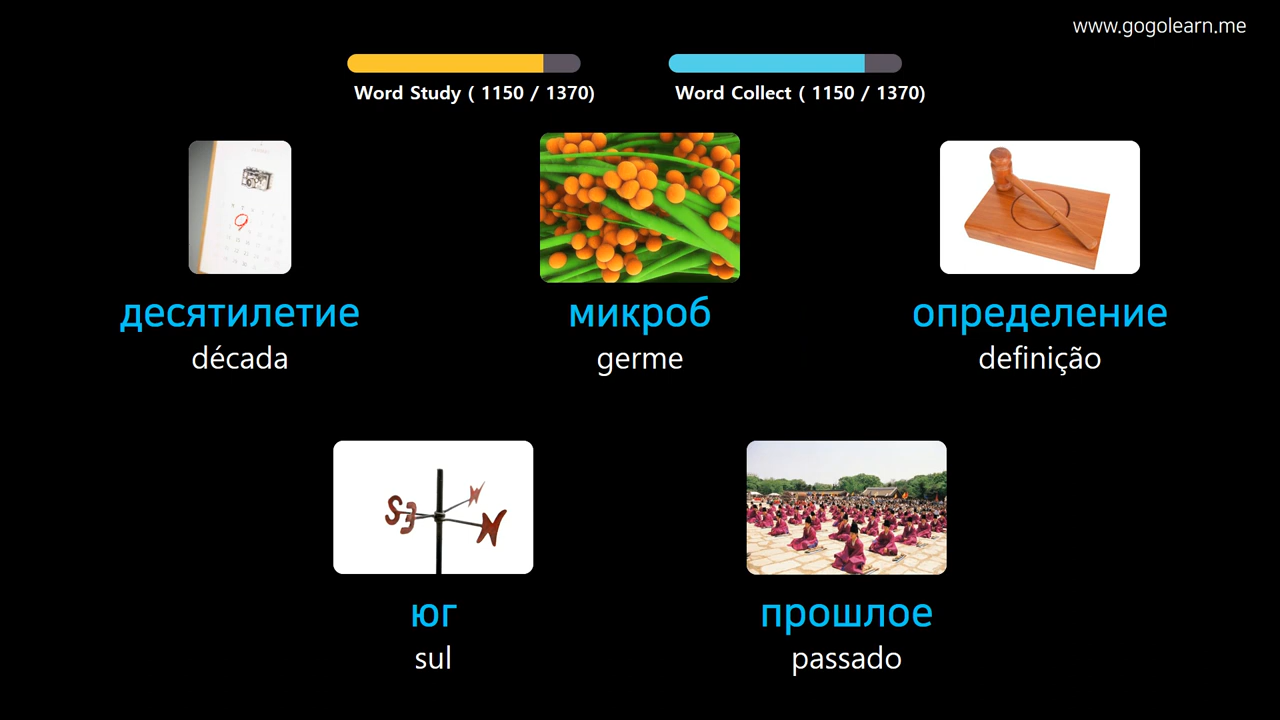 www.gogolearn.me
Word Study ( 1150 / 1370)
Word Collect ( 1150 / 1370)
десятилетие
década
микроб
germe
определение
definição
юг
sul
прошлое
passado